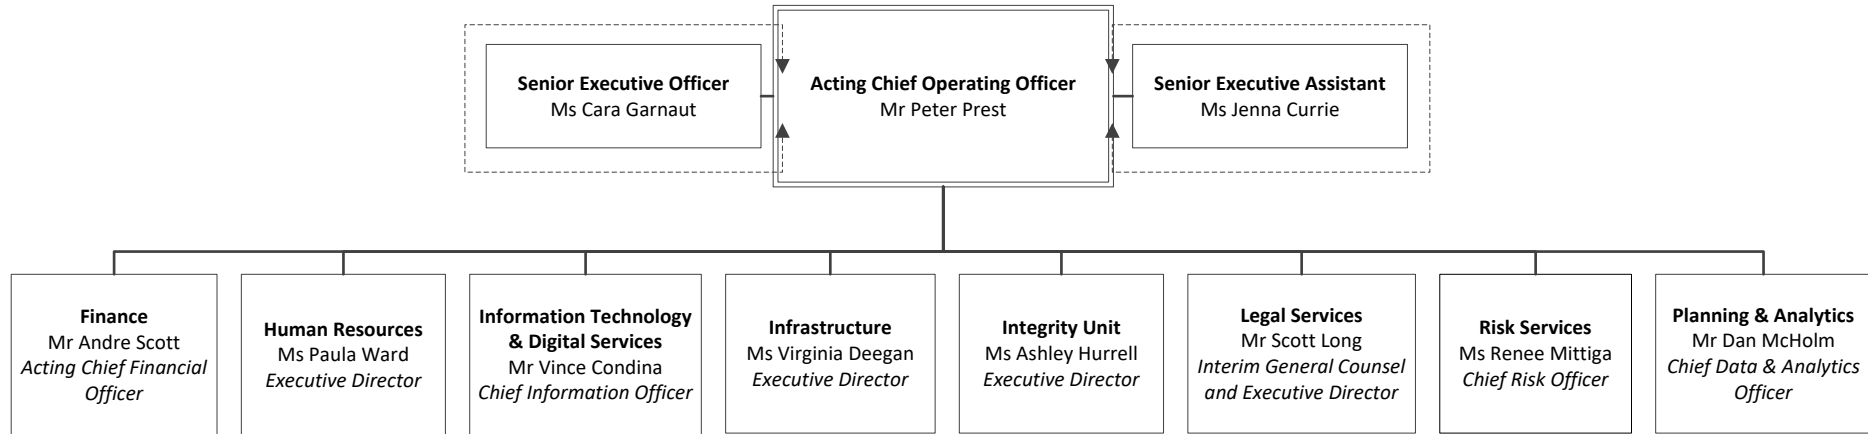 Senior Executive Officer
Ms Cara Garnaut
Acting Chief Operating Officer
Mr Peter Prest
Senior Executive Assistant
Ms Jenna Currie
Finance
Mr Andre Scott
Acting Chief Financial
Officer
Human Resources
Ms Paula Ward
Executive Director
Information Technology
& Digital Services
Mr Vince Condina
Chief Information Officer
Infrastructure
Ms Virginia Deegan
Executive Director
Integrity Unit
Ms Ashley Hurrell
Executive Director
Legal Services
Mr Scott Long
Interim General Counsel
and Executive Director
Risk Services
Ms Renee Mittiga
Chief Risk Officer
Planning & Analytics
Mr Dan McHolm
Chief Data & Analytics
Officer